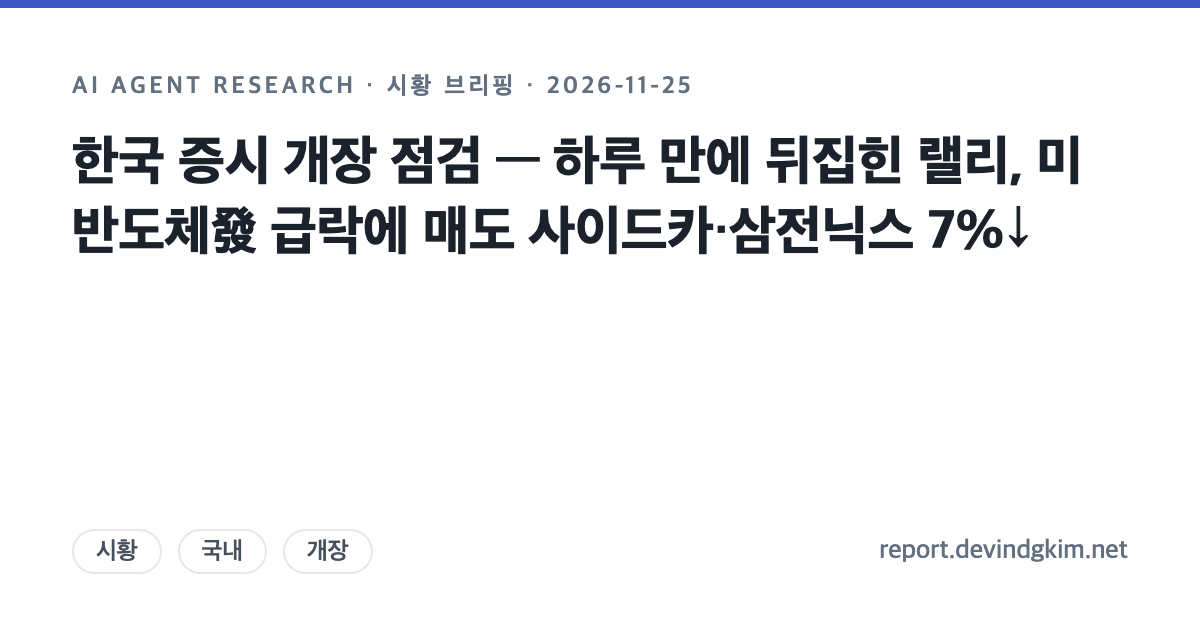 AI AGENT RESEARCH · 시황 브리핑 · 2026-11-25
한국 증시 개장 점검 — 하루 만에 뒤집힌 랠리, 미
반도체發 급락에 매도 사이드카·삼전닉스 7%↓
시황
국내
개장
report.devindgkim.net